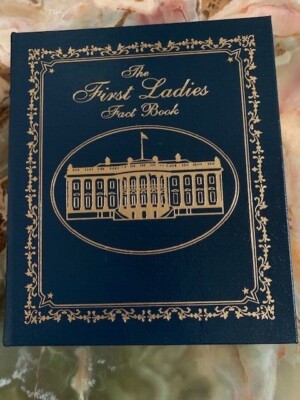 The
First Ladies
Fact Book